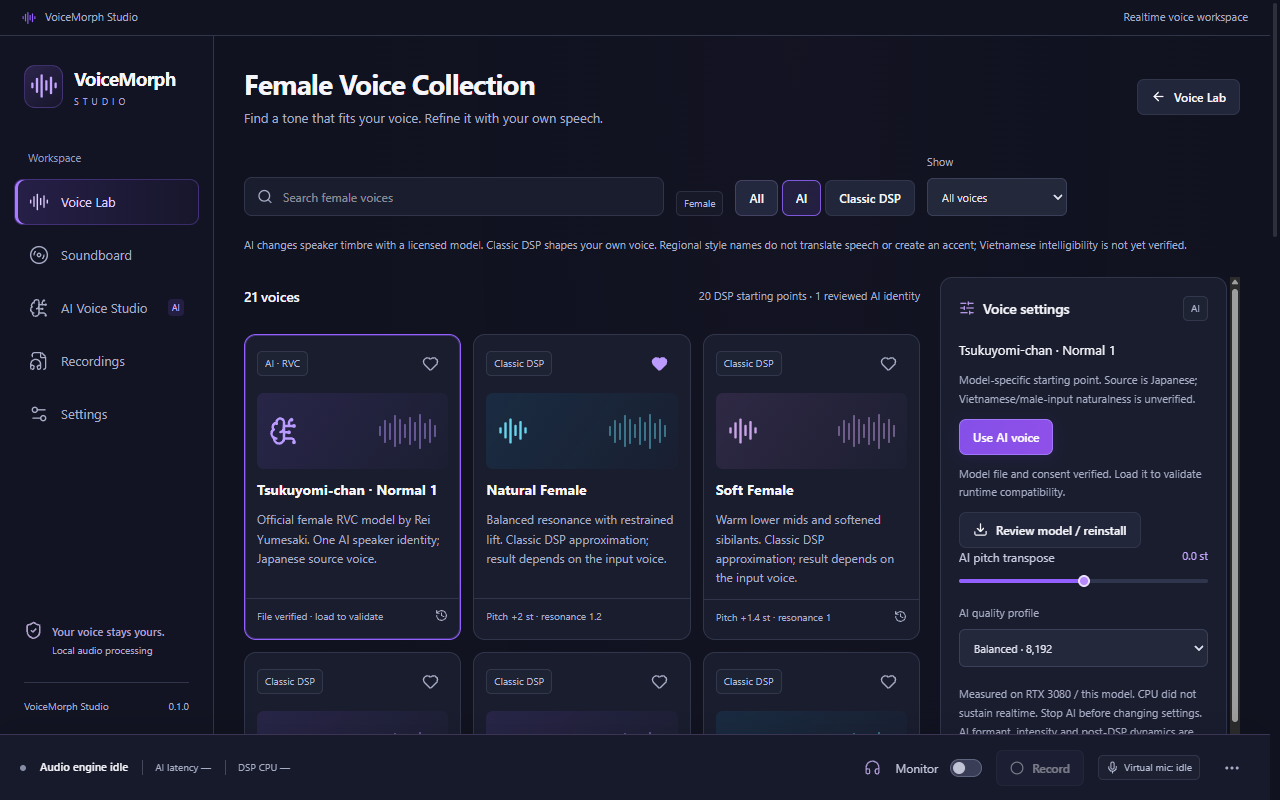 VoiceMorph Studio
Realtime voice workspace
VoiceMorph
STUDIO
Workspace
Voice Lab
Soundboard
AI Voice Studio AI
Recordings
Settings
Your voice stays yours.
Local audio processing
VoiceMorph Studio 0.1.0
Female Voice Collection
Find a tone that fits your voice. Refine it with your own speech.
Voice Lab
Show
Search female voices
Female
All
AI
Classic DSP
All voices
AI changes speaker timbre with a licensed model. Classic DSP shapes your own voice. Regional style names do not translate speech or create an accent; Vietnamese intelligibility is not yet verified.
21 voices
20 DSP starting points · 1 reviewed AI identity
AI · RVC
Tsukuyomi-chan · Normal 1
Official female RVC model by Rei
Yumesaki. One AI speaker identity;
Japanese source voice.
File verified · load to validate
Classic DSP
Natural Female
Balanced resonance with restrained
lift. Classic DSP approximation;
result depends on the input voice.
Pitch +2 st · resonance 1.2
Classic DSP
Soft Female
Warm lower mids and softened
sibilants. Classic DSP
approximation; result depends on
the input voice.
Pitch +1.4 st · resonance 1
Classic DSP
Classic DSP
Classic DSP
Voice settings
AI
Tsukuyomi-chan · Normal 1
Model-specific starting point. Source is Japanese;
Vietnamese/male-input naturalness is unverified.
Use AI voice
Model file and consent verified. Load it to validate
runtime compatibility.
Review model / reinstall
AI pitch transpose 0.0 st
AI quality profile
Balanced · 8,192
Measured on RTX 3080 / this model. CPU did not
sustain realtime. Stop AI before changing settings.
AI formant, intensity and post-DSP dynamics are
Audio engine idle
AI latency —
DSP CPU —
Monitor
Record
Virtual mic: idle